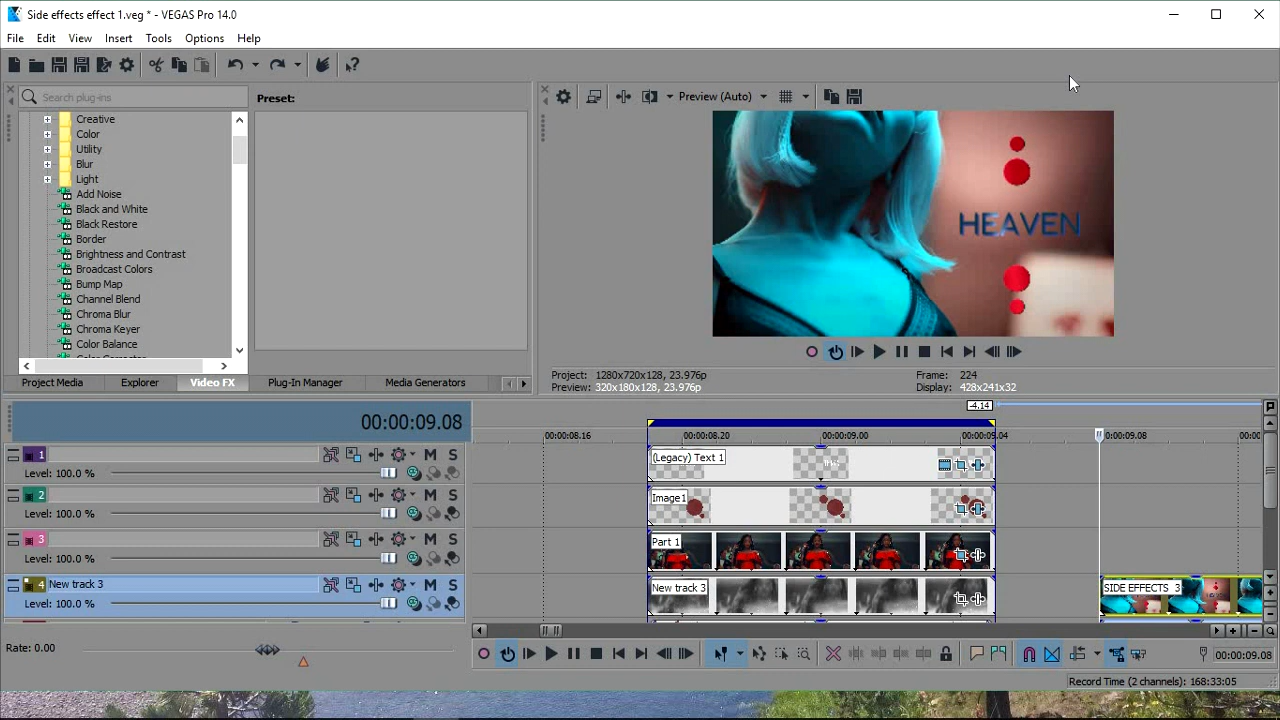 Side effects effect 1.veg * - VEGAS Pro 14.0
File Edit View Insert Tools Options Help
Search plug-ins
Preset:
Preview (Auto)
Creative
Color
Utility
Blur
Light
Add Noise
Black and White
Black Restore
Border
Brightness and Contrast
Broadcast Colors
Bump Map
Channel Blend
Chroma Blur
Chroma Keyer
Color Balance
HEAVEN
Project Media Explorer Video FX Plug-In Manager Media Generators
Project: 1280x720x128, 23.976p Frame: 224
Preview: 320x180x128, 23.976p Display: 428x241x32
-4.14
00:00:09.08
00:00:08.16 00:00:08.20 00:00:09.00 00:00:09.04 00:00:09.08
1 M S
Level: 100.0 %
(Legacy) Text 1
2 M S
Level: 100.0 %
Image1
3 M S
Level: 100.0 %
Part 1
4 New track 3 M S
Level: 100.0 %
New track 3
SIDE EFFECTS 3
Rate: 0.00
00:00:09.08
Record Time (2 channels): 168:33:05